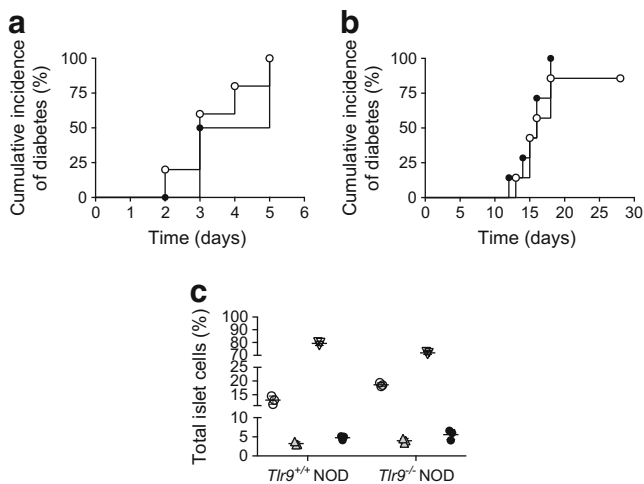 a
Cumulative incidence
of diabetes (%)
100
75
50
25
0
0 1 2 3 4 5 6
Time (days)
b
Cumulative incidence
of diabetes (%)
100
75
50
25
0
0 5 10 15 20 25 30
Time (days)
c
Total islet cells (%)
100
90
80
70
60
50
25
20
15
10
5
0
Tlr9+/+ NOD Tlr9-/- NOD